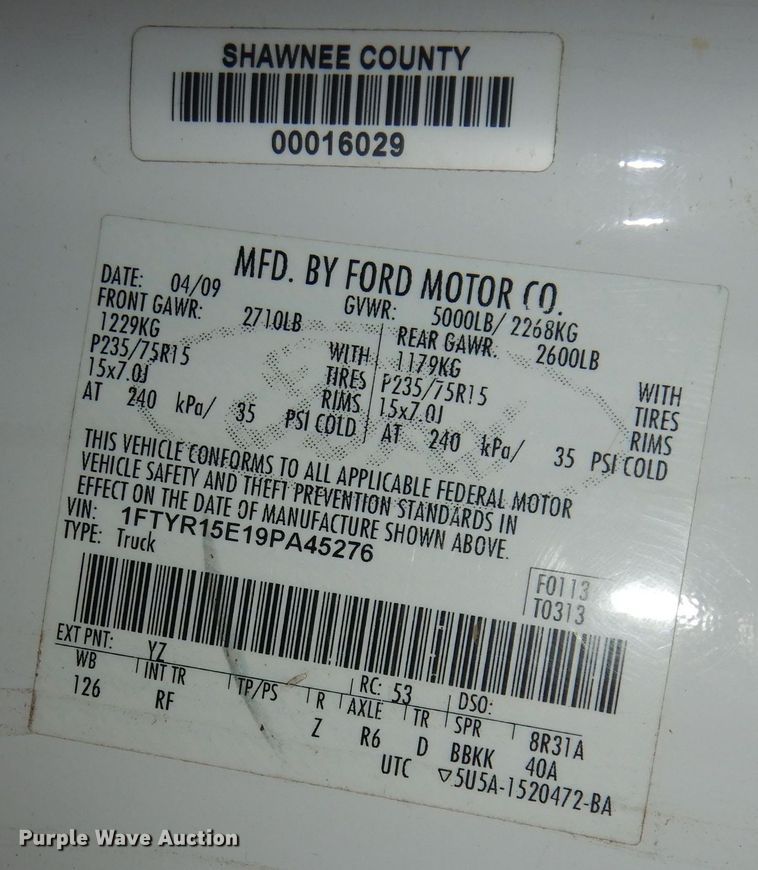 SHAWNEE COUNTY
00016029
MFD. BY FORD MOTOR CO.
DATE: 04/09 GVWR: 5000LB/ 2268KG
FRONT GAWR: 2710LB REAR GAWR: 2600LB
1229KG WITH 1179KG WITH
P235/75R15 TIRES P235/75R15 TIRES
15x7.0J RIMS 15x7.0J RIMS
AT 240 kPa/ 35 PSI COLD AT 240 kPa/ 35 PSI COLD
THIS VEHICLE CONFORMS TO ALL APPLICABLE FEDERAL MOTOR
VEHICLE SAFETY AND THEFT PREVENTION STANDARDS IN
EFFECT ON THE DATE OF MANUFACTURE SHOWN ABOVE.
VIN: 1FTYR15E19PA45276
TYPE: Truck
F0113
T0313
EXT PNT: YZ RC: 53 DSO:
WB INT TR TP/PS R AXLE TR SPR 8R31A
126 RF Z R6 D BBKK 40A
UTC ▽5U5A-1520472-BA
Purple Wave Auction